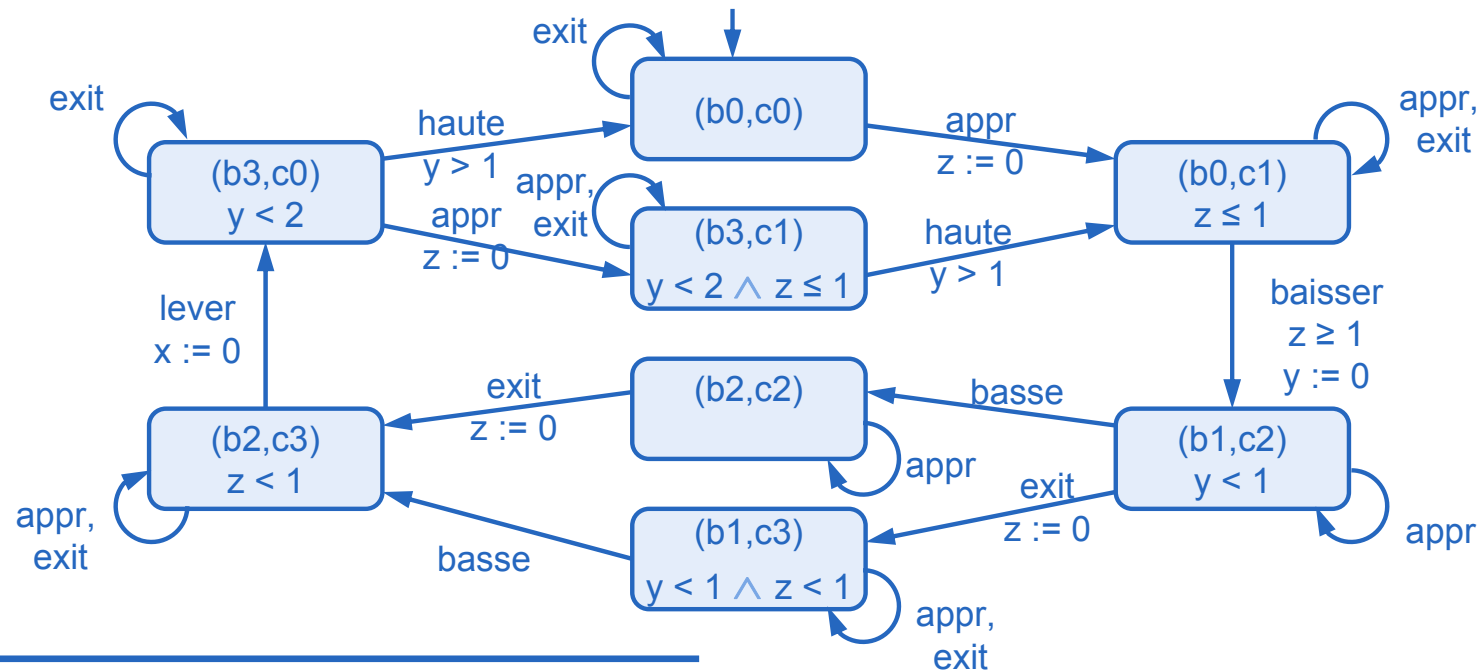 exit
(b0,c0)
exit
(b3,c0)
y < 2
haute
y > 1
appr
z := 0
appr,
exit
(b3,c1)
y < 2 ∧ z ≤ 1
haute
y > 1
appr
z := 0
(b0,c1)
z ≤ 1
appr,
exit
lever
x := 0
baisser
z ≥ 1
y := 0
(b2,c3)
z < 1
appr,
exit
exit
z := 0
(b2,c2)
appr
basse
(b1,c2)
y < 1
appr
basse
(b1,c3)
y < 1 ∧ z < 1
appr,
exit
exit
z := 0